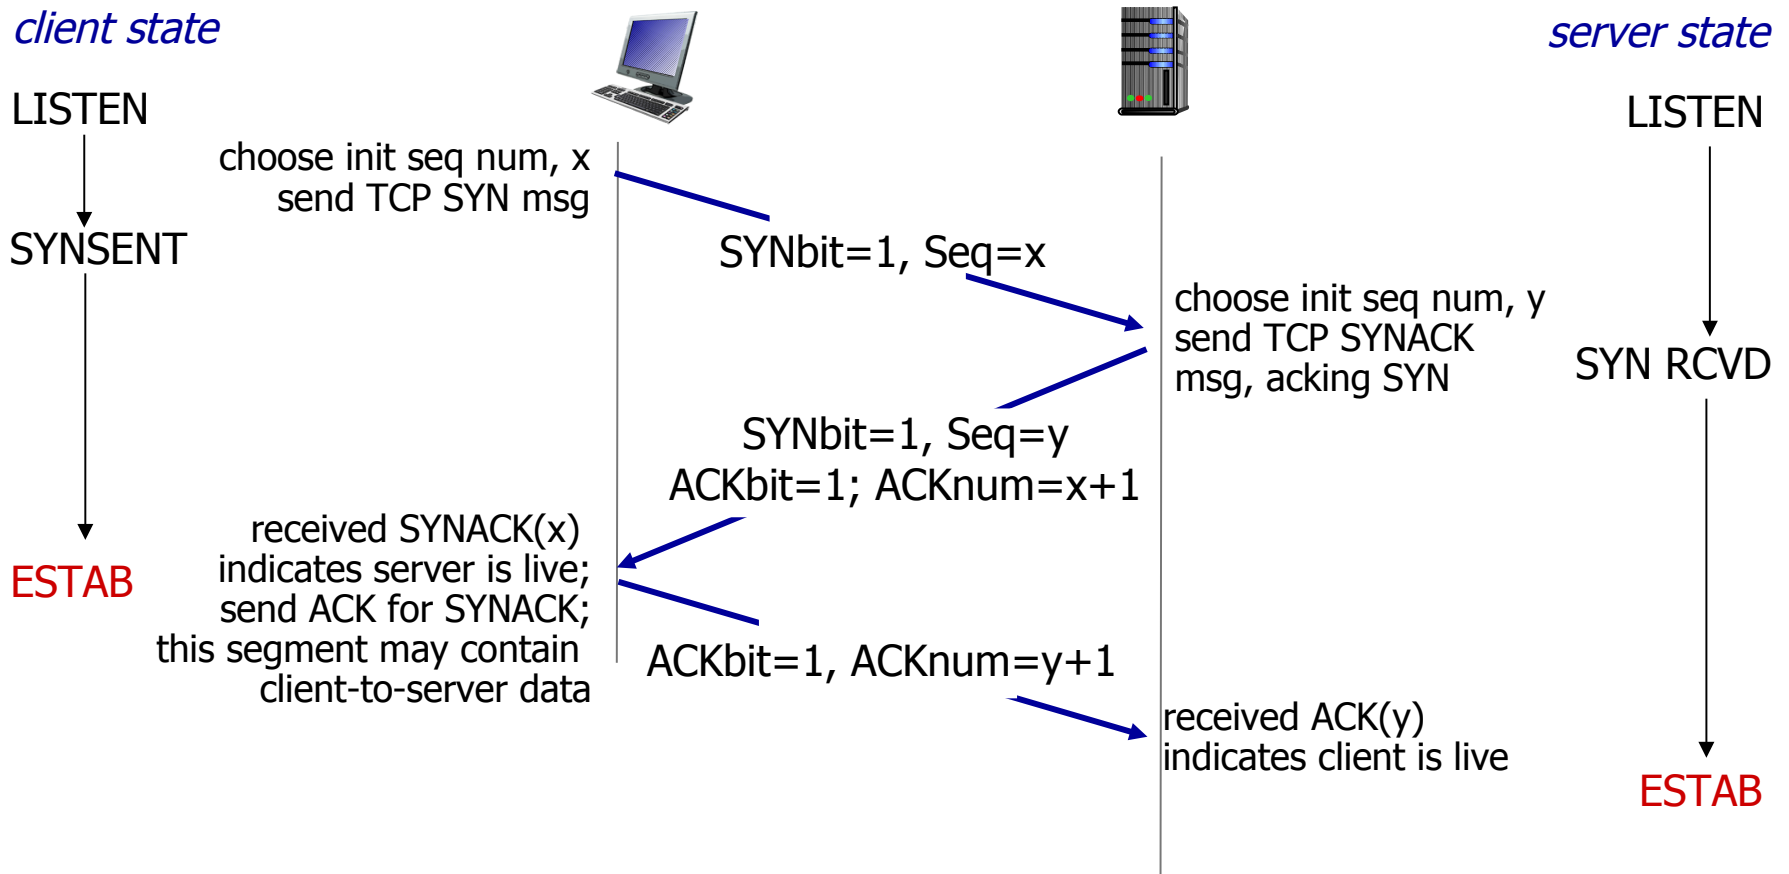 client state
server state
LISTEN
LISTEN
choose init seq num, x
send TCP SYN msg
SYNSENT
SYNbit=1, Seq=x
choose init seq num, y
send TCP SYNACK
msg, acking SYN
SYN RCVD
SYNbit=1, Seq=y
ACKbit=1; ACKnum=x+1
received SYNACK(x)
indicates server is live;
send ACK for SYNACK;
this segment may contain
client-to-server data
ESTAB
ACKbit=1, ACKnum=y+1
received ACK(y)
indicates client is live
ESTAB